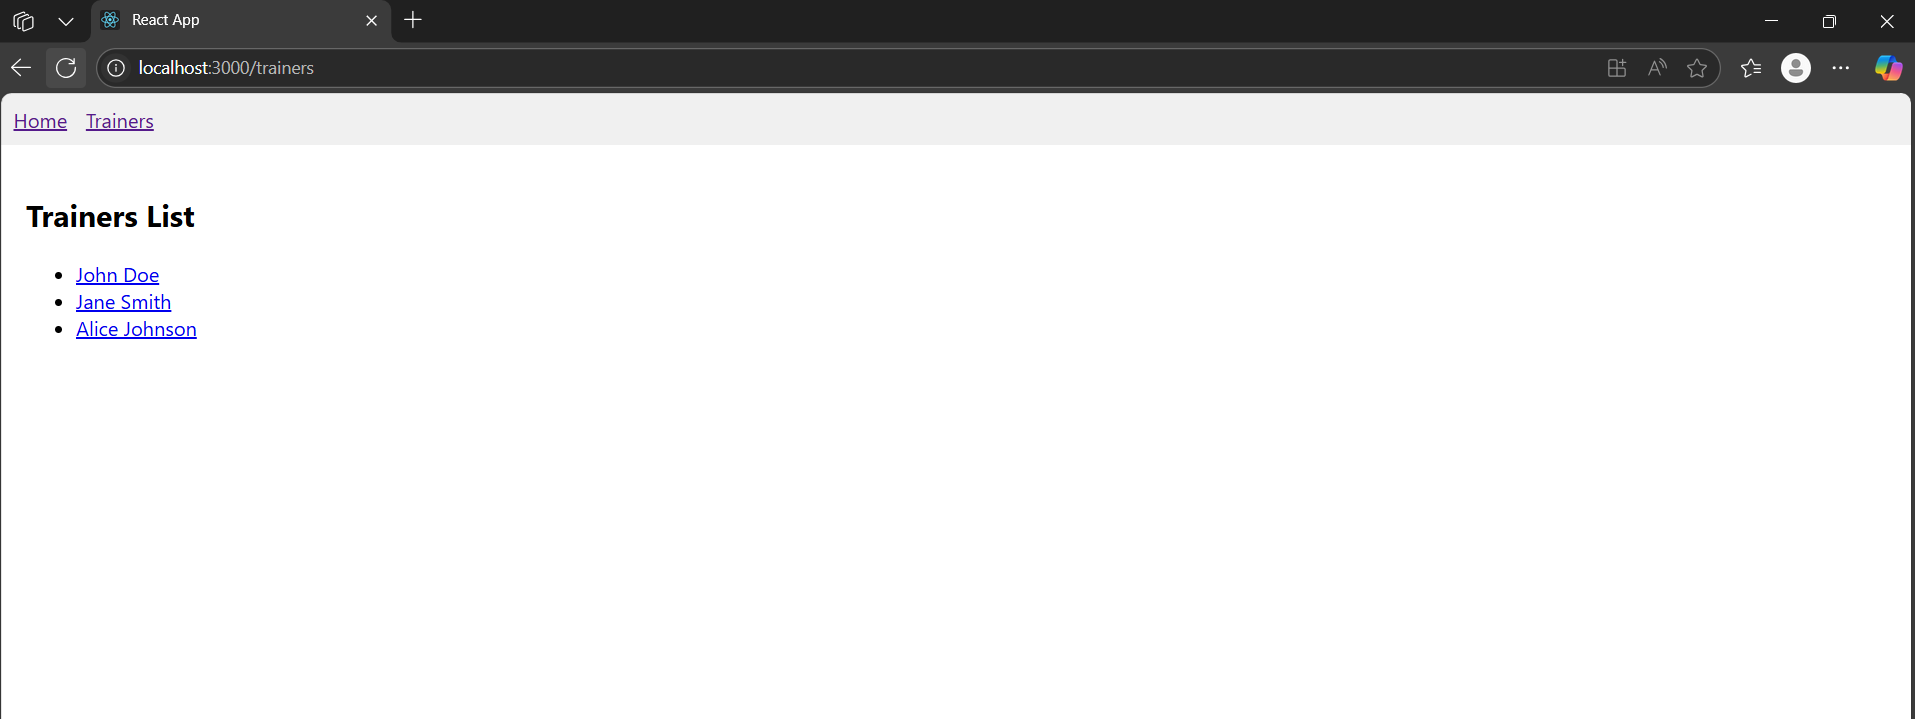 React App
localhost:3000/trainers
Home Trainers
Trainers List
John Doe
Jane Smith
Alice Johnson